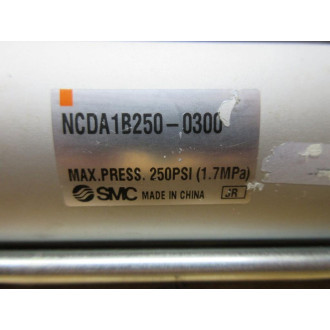 NCDA1B250-0300
MAX.PRESS. 250PSI (1.7MPa)
SMC MADE IN CHINA